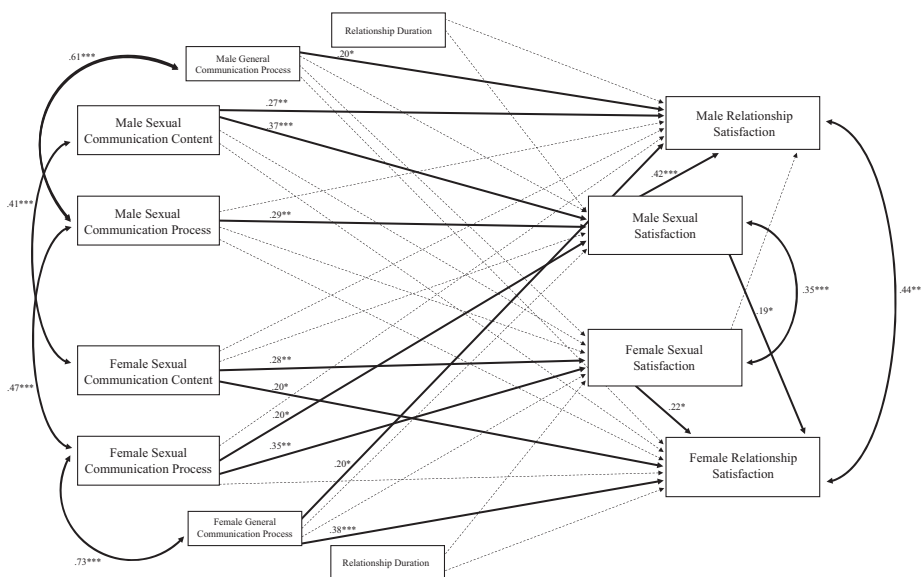 Relationship Duration
.61***
Male General
Communication Process
.20*
Male Sexual
Communication Content
.27**
.37***
Male Relationship
Satisfaction
.42***
.41***
Male Sexual
Communication Process
.29**
Male Sexual
Satisfaction
.35***
.44**
.19*
Female Sexual
Communication Content
.28**
Female Sexual
Satisfaction
.47***
.20*
.20*
.22*
Female Sexual
Communication Process
.35**
.20*
Female Relationship
Satisfaction
Female General
Communication Process
.38***
.73***
Relationship Duration